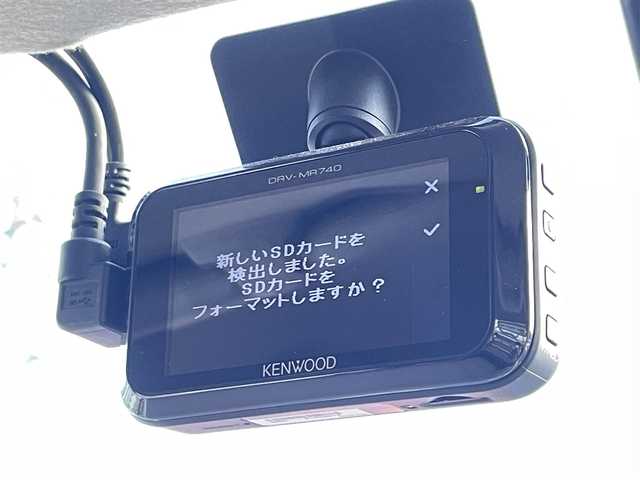 DRV-MR740
新しいSDカードを
検出しました。
SDカードを
フォーマットしますか？
KENWOOD